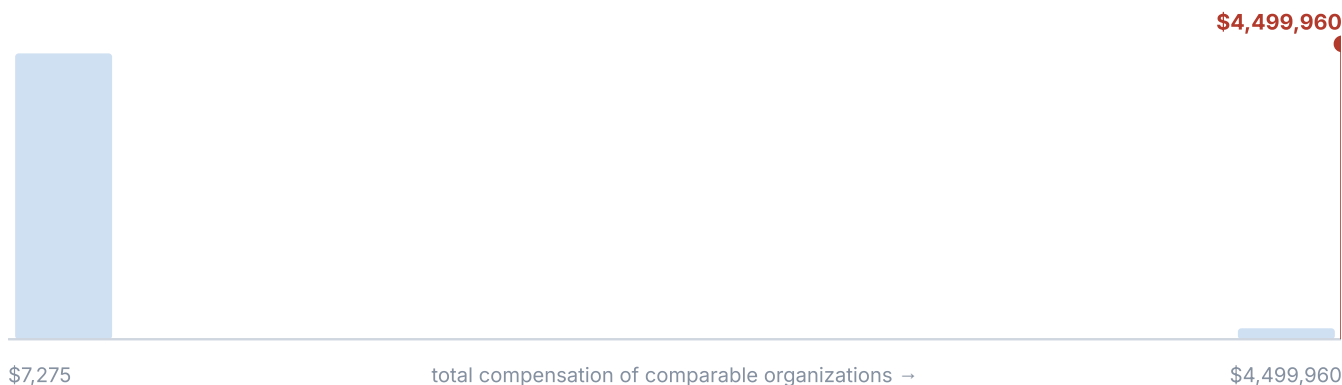 $4,499,960
$7,275 total compensation of comparable organizations → $4,499,960